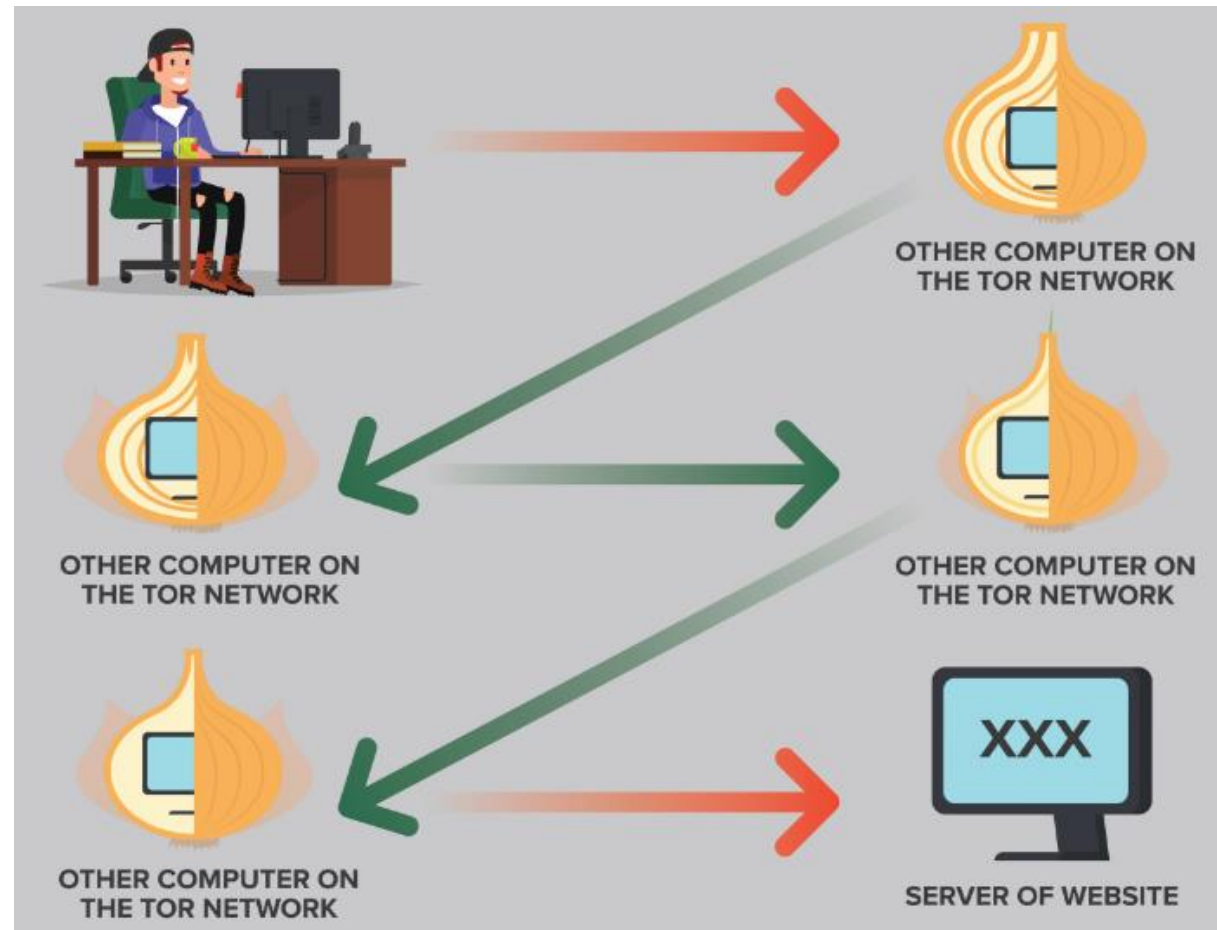 OTHER COMPUTER ON
THE TOR NETWORK
OTHER COMPUTER ON
THE TOR NETWORK
OTHER COMPUTER ON
THE TOR NETWORK
OTHER COMPUTER ON
THE TOR NETWORK
XXX
SERVER OF WEBSITE